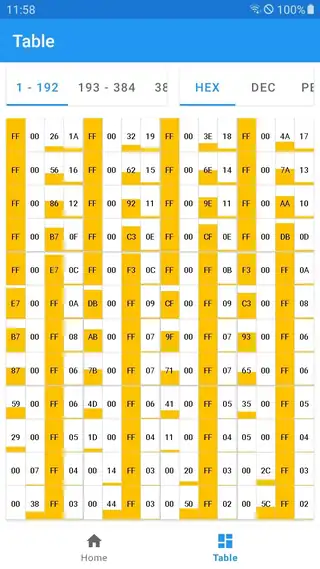 11:58 100%
Table
1 - 192 193 - 384 38 HEX DEC PE
FF 00 26 1A FF 00 32 19 FF 00 3E 18 FF 00 4A 17
FF 00 56 16 FF 00 62 15 FF 00 6E 14 FF 00 7A 13
FF 00 86 12 FF 00 92 11 FF 00 9E 11 FF 00 AA 10
FF 00 B7 0F FF 00 C3 0E FF 00 CF 0E FF 00 DB 0D
FF 00 E7 0C FF 00 F3 0C FF 00 FF 0B F3 00 FF 0A
E7 00 FF 0A DB 00 FF 09 CF 00 FF 09 C3 00 FF 08
B7 00 FF 08 AB 00 FF 07 9F 00 FF 07 93 00 FF 06
87 00 FF 06 7B 00 FF 07 71 00 FF 07 65 00 FF 06
59 00 FF 06 4D 00 FF 06 41 00 FF 05 35 00 FF 05
29 00 FF 05 1D 00 FF 04 11 00 FF 04 00 00 FF 04
00 07 FF 04 00 14 FF 03 00 20 FF 03 00 2C FF 03
00 38 FF 03 00 44 FF 03 00 50 FF 02 00 5C FF 02
Home Table